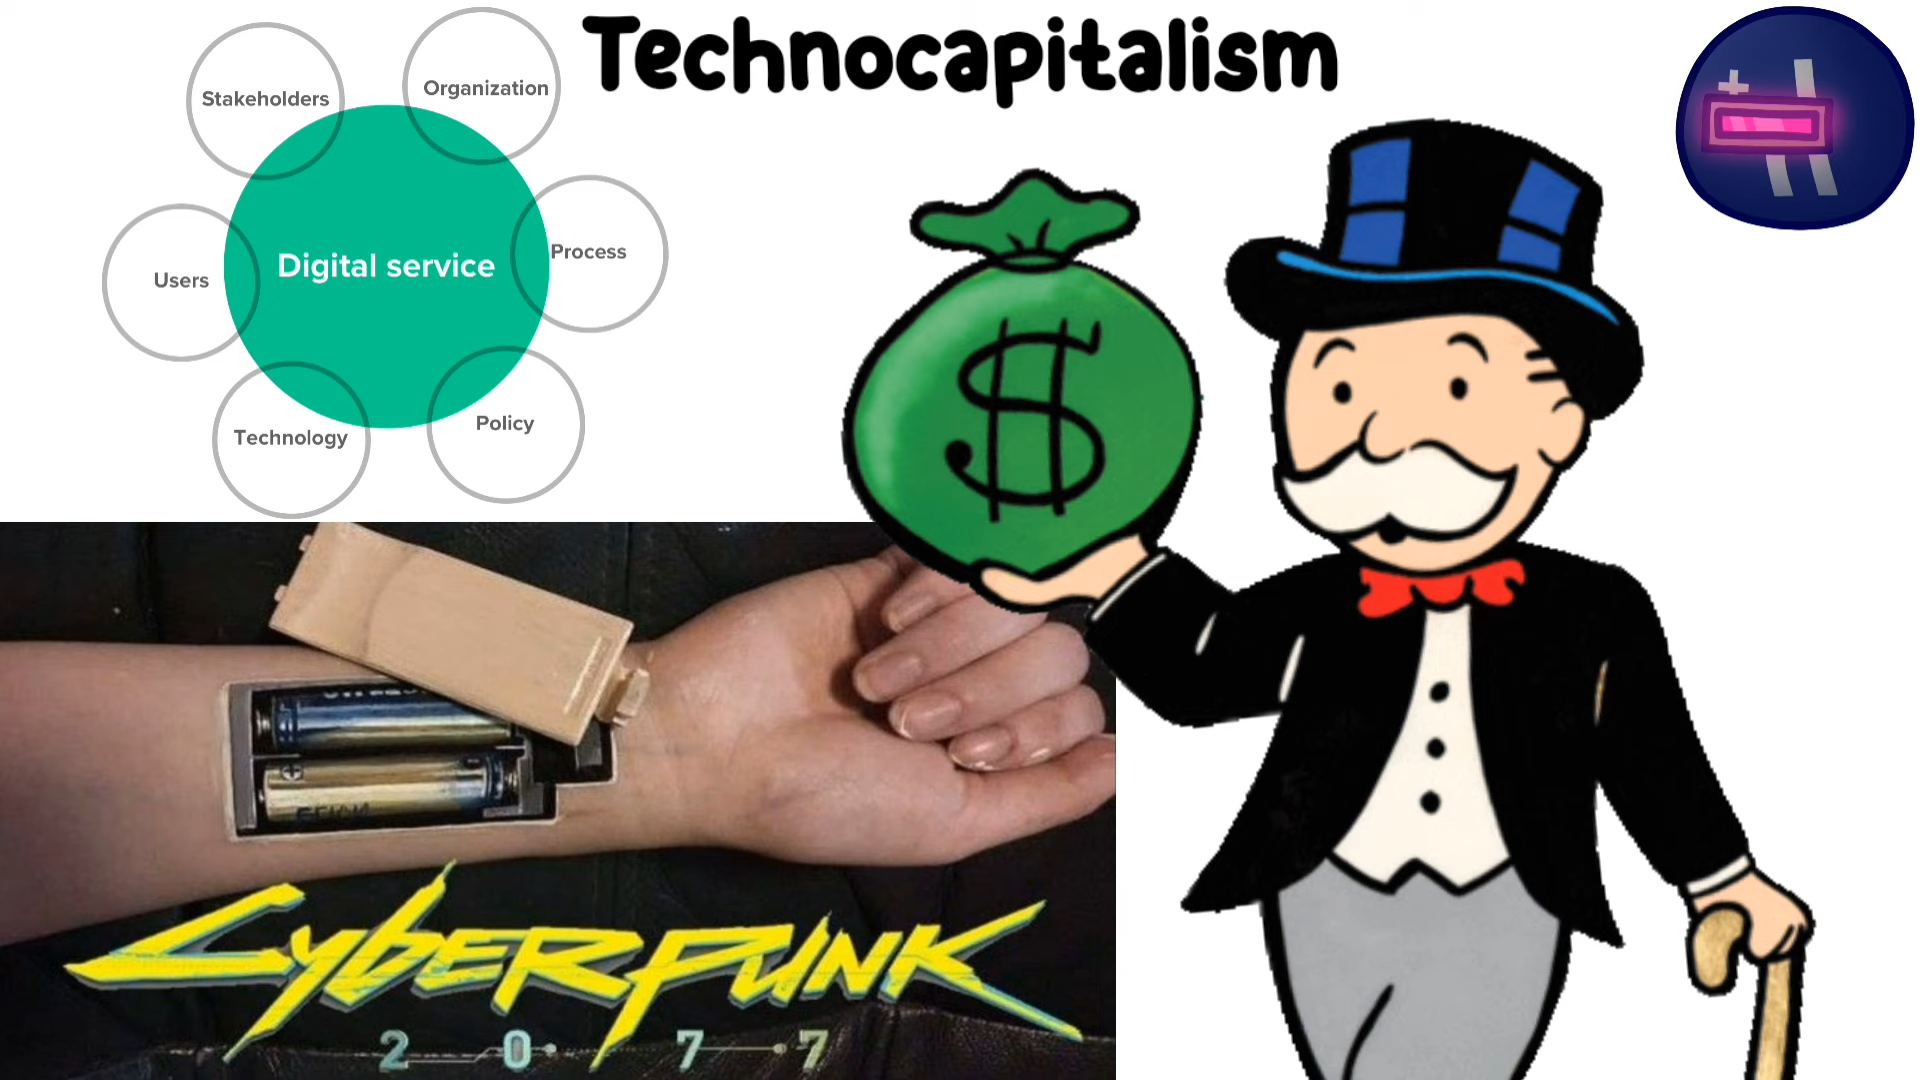 Technocapitalism
Stakeholders
Organization
Digital service
Process
Users
Technology
Policy
$
CYBERPUNK
2077